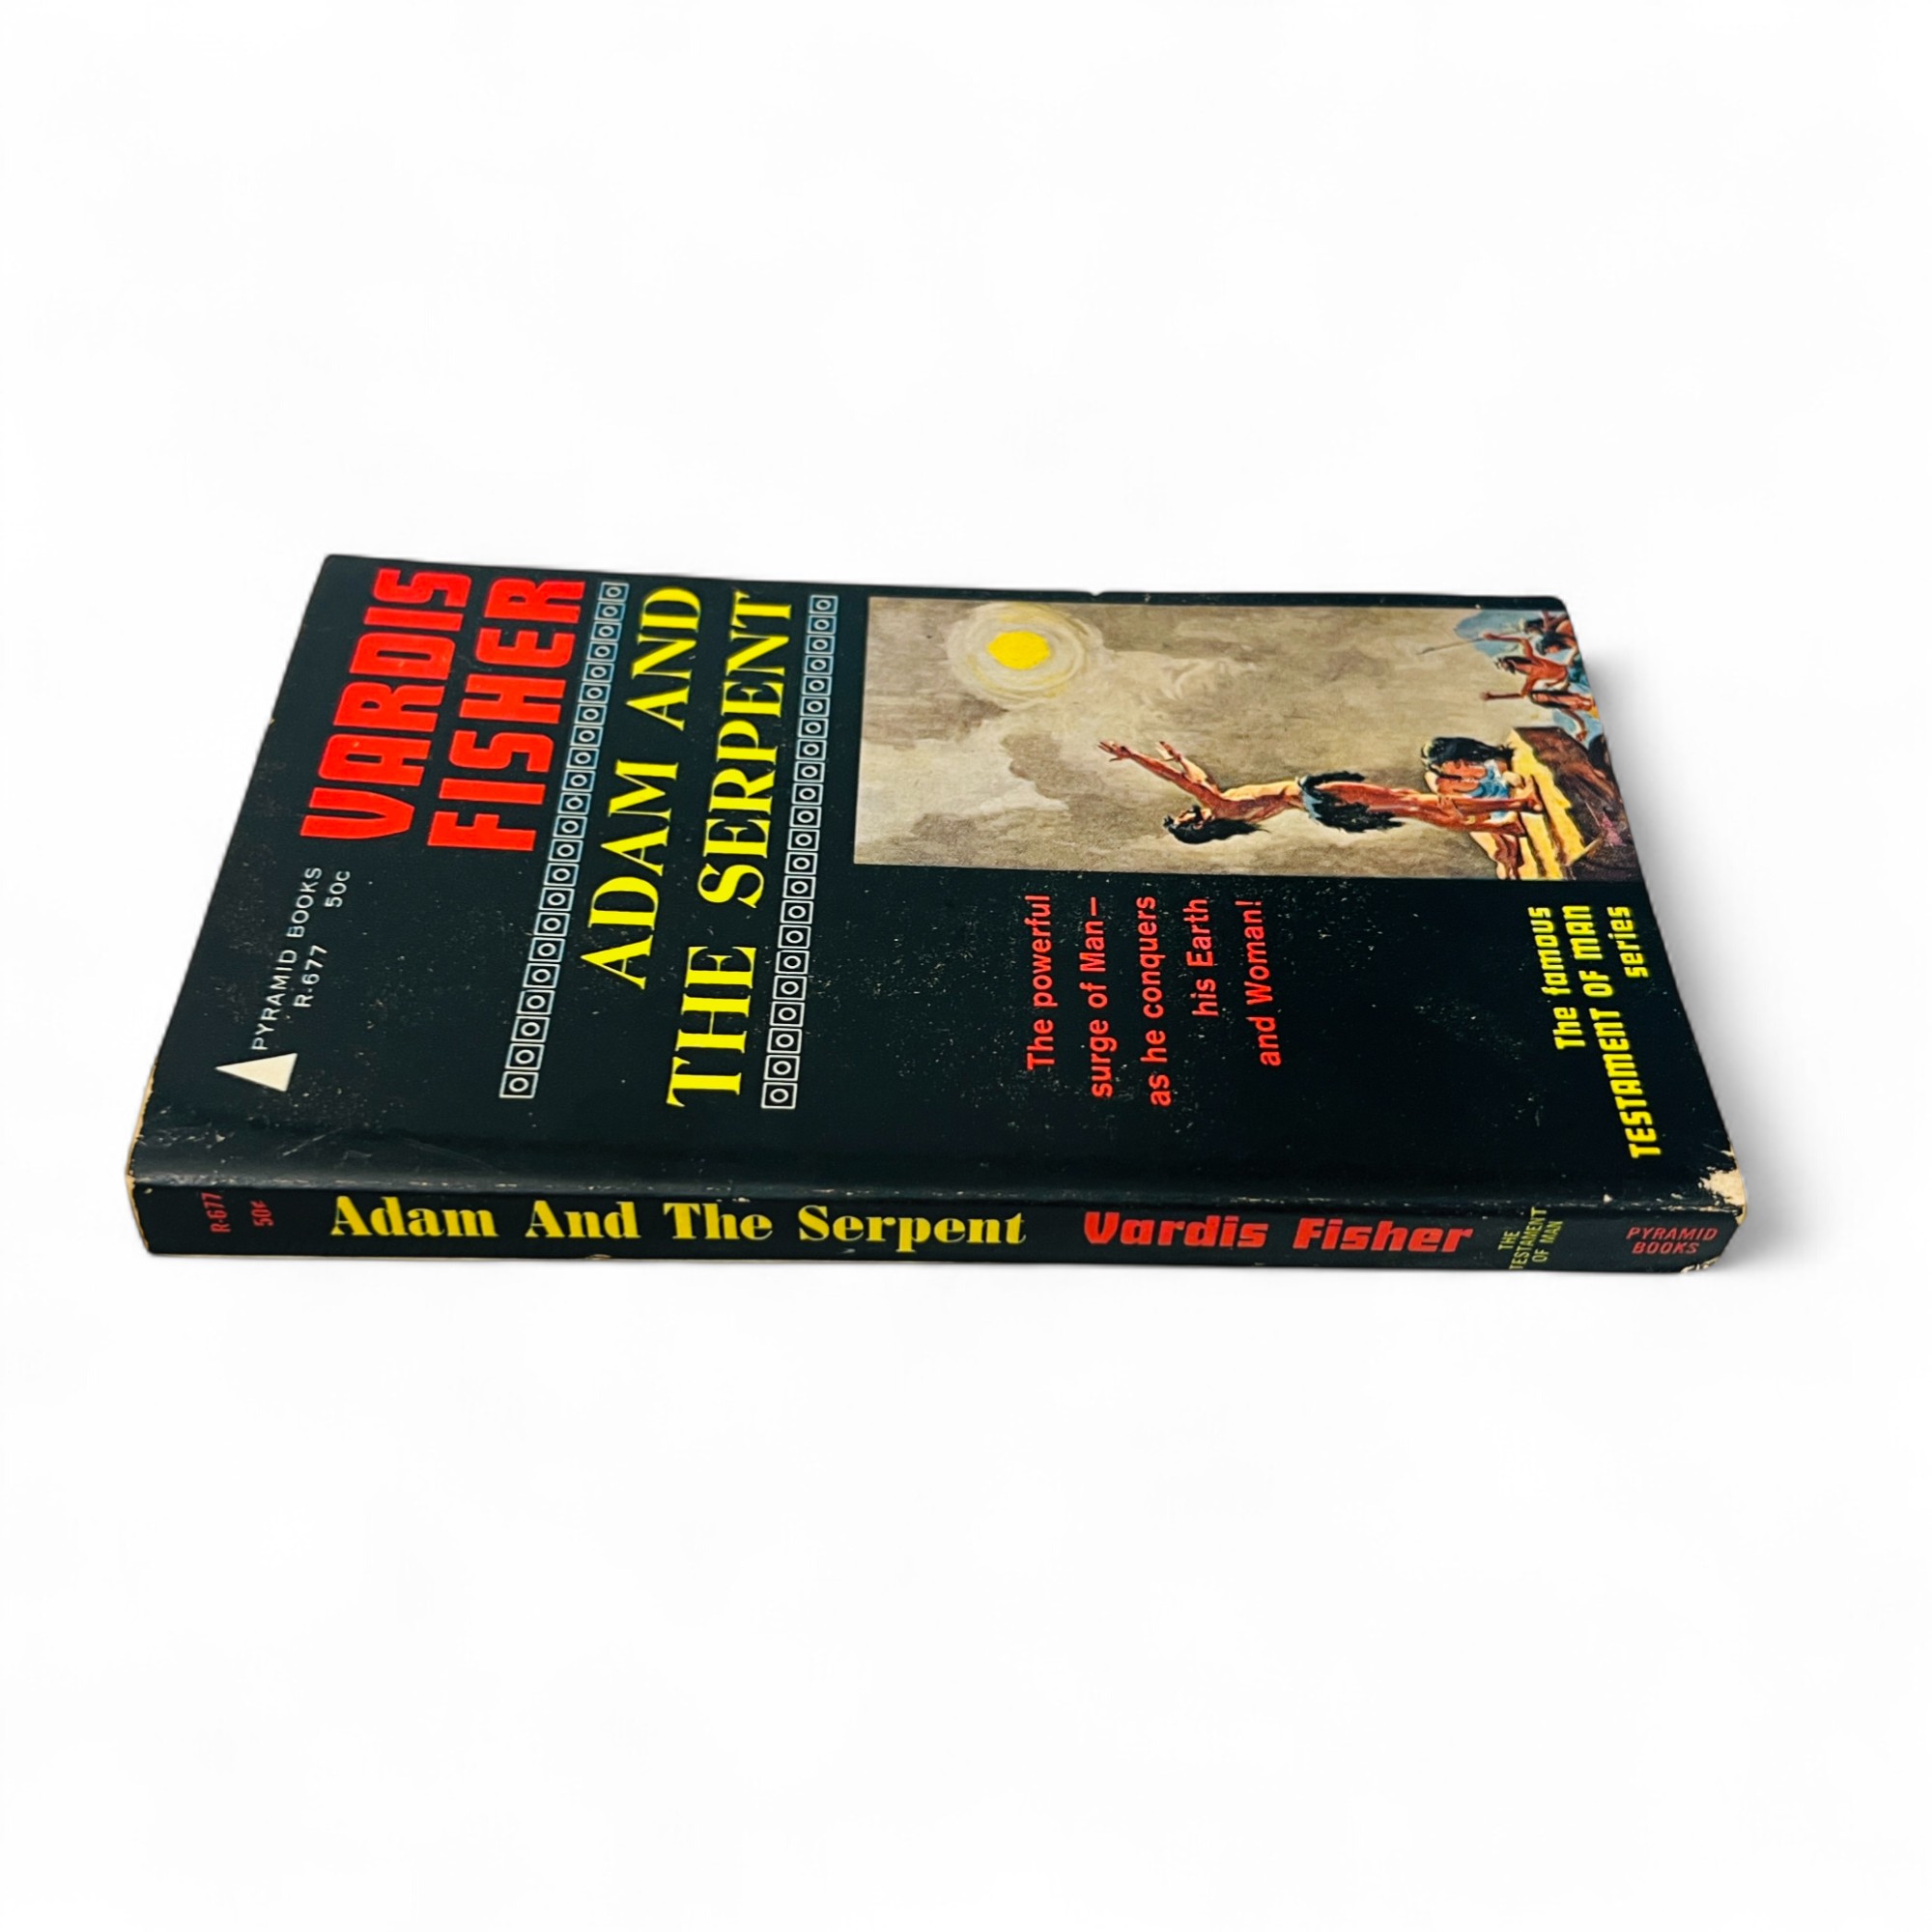 PYRAMID BOOKS
R-677 50c
VARDIS
FISHER
ADAM AND
THE SERPENT
The powerful
surge of Man—
as he conquers
his Earth
and Woman!
The famous
TESTAMENT OF MAN
series
R-677
50¢
Adam And The Serpent
Vardis Fisher
THE
TESTAMENT
OF MAN
PYRAMID
BOOKS